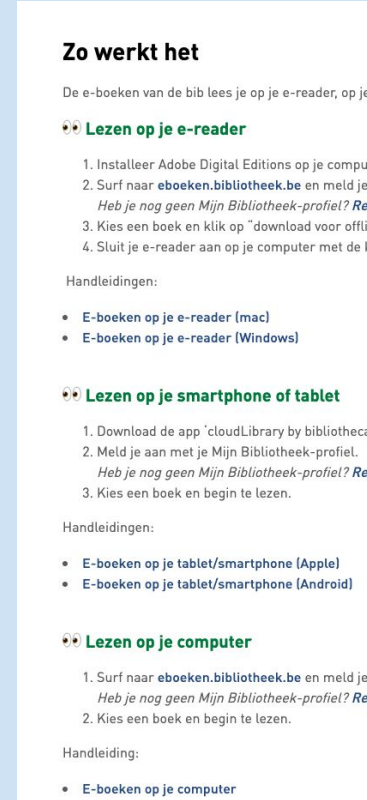 Zo werkt het
De e-boeken van de bib lees je op je e-reader, op je
Lezen op je e-reader
1. Installeer Adobe Digital Editions op je compu
2. Surf naar eboeken.bibliotheek.be en meld je
Heb je nog geen Mijn Bibliotheek-profiel? Re
3. Kies een boek en klik op “download voor offli
4. Sluit je e-reader aan op je computer met de
Handleidingen:
• E-boeken op je e-reader (mac)
• E-boeken op je e-reader (Windows)
Lezen op je smartphone of tablet
1. Download de app ‘cloudLibrary by bibliotheca
2. Meld je aan met je Mijn Bibliotheek-profiel.
Heb je nog geen Mijn Bibliotheek-profiel? Re
3. Kies een boek en begin te lezen.
Handleidingen:
• E-boeken op je tablet/smartphone (Apple)
• E-boeken op je tablet/smartphone (Android)
Lezen op je computer
1. Surf naar eboeken.bibliotheek.be en meld je
Heb je nog geen Mijn Bibliotheek-profiel? Re
2. Kies een boek en begin te lezen.
Handleiding:
• E-boeken op je computer